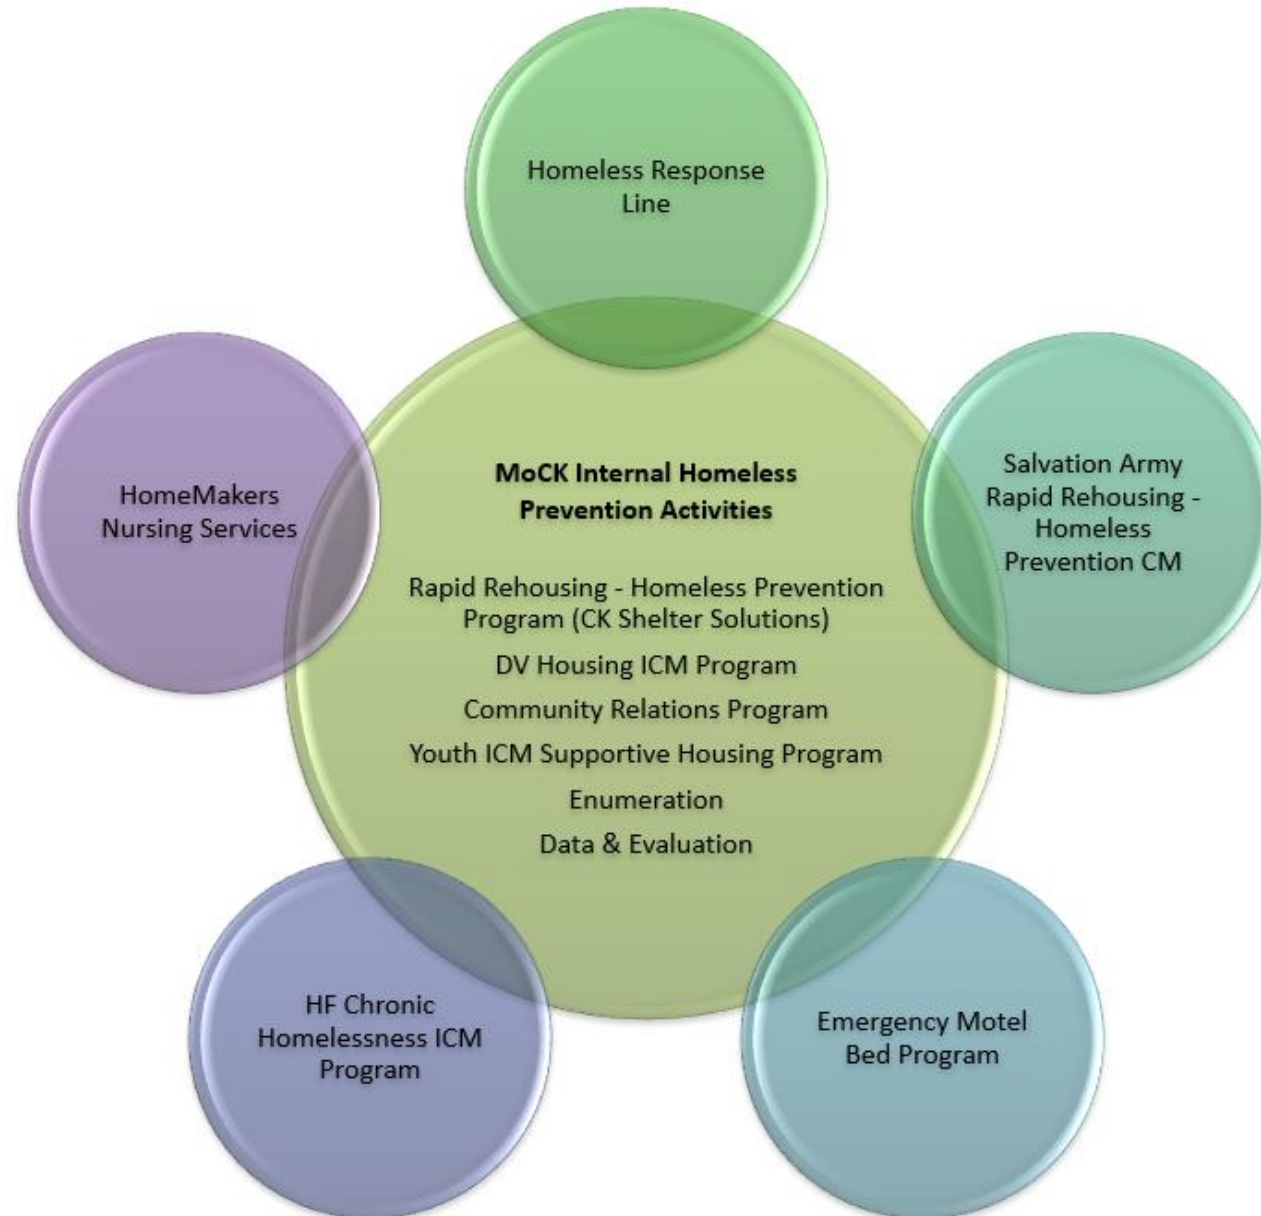 Homeless Response
Line
HomeMakers
Nursing Services
MoCK Internal Homeless
Prevention Activities
Rapid Rehousing - Homeless Prevention
Program (CK Shelter Solutions)
DV Housing ICM Program
Community Relations Program
Youth ICM Supportive Housing Program
Enumeration
Data & Evaluation
Salvation Army
Rapid Rehousing -
Homeless
Prevention CM
HF Chronic
Homelessness ICM
Program
Emergency Motel
Bed Program